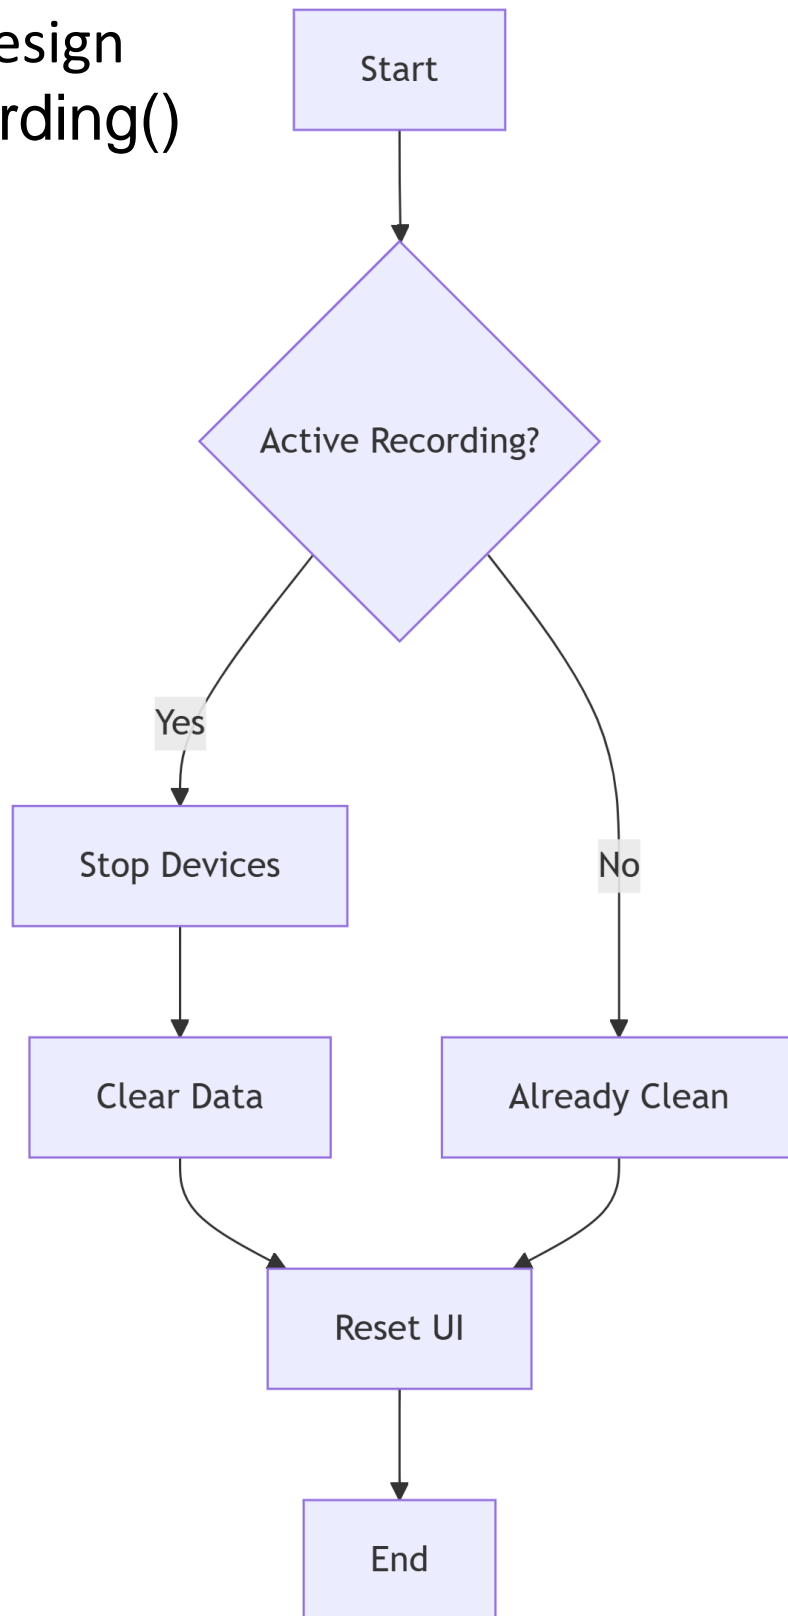 esign
rding()
Start
Active Recording?
Yes
Stop Devices
No
Clear Data
Already Clean
Reset UI
End